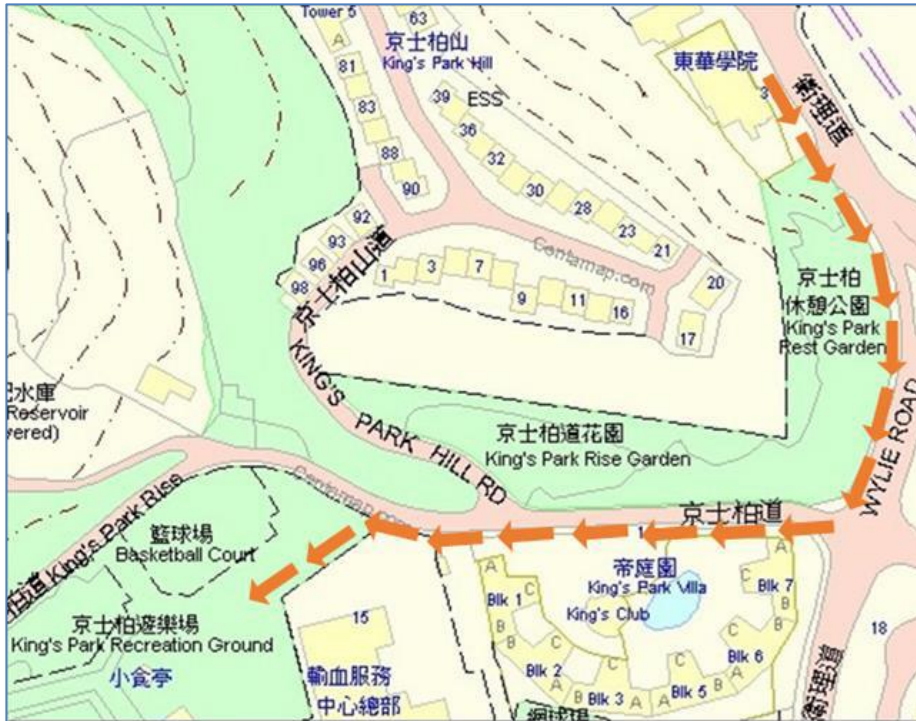 Tower 5
A
81
83
88
90
63
京士柏山
King's Park Hill
ESS
39
36
32
30
28
23
21
20
17
東華學院
3
衛理道
92
93
96
98
京士柏山道
1
3
7
9
11
16
Centamap.com
京士柏
休憩公園
King's Park
Rest Garden
KING'S PARK HILL RD
京士柏道花園
King's Park Rise Garden
WYLIE ROAD
水庫
Reservoir
vered)
King's Park Rise
Centamap.com
京士柏道
籃球場
Basketball Court
京士柏遊樂場
King's Park Recreation Ground
小食亭
15
輸血服務
中心總部
1
帝庭園
King's Park Villa
King's Club
A
C
Blk 1
B
C
B
Blk 2
A
B
C
Blk 3
A
A
C
Blk 5
B
A
Blk 6
C
B
B
Blk 7
C
A
網球場
衛理道
18